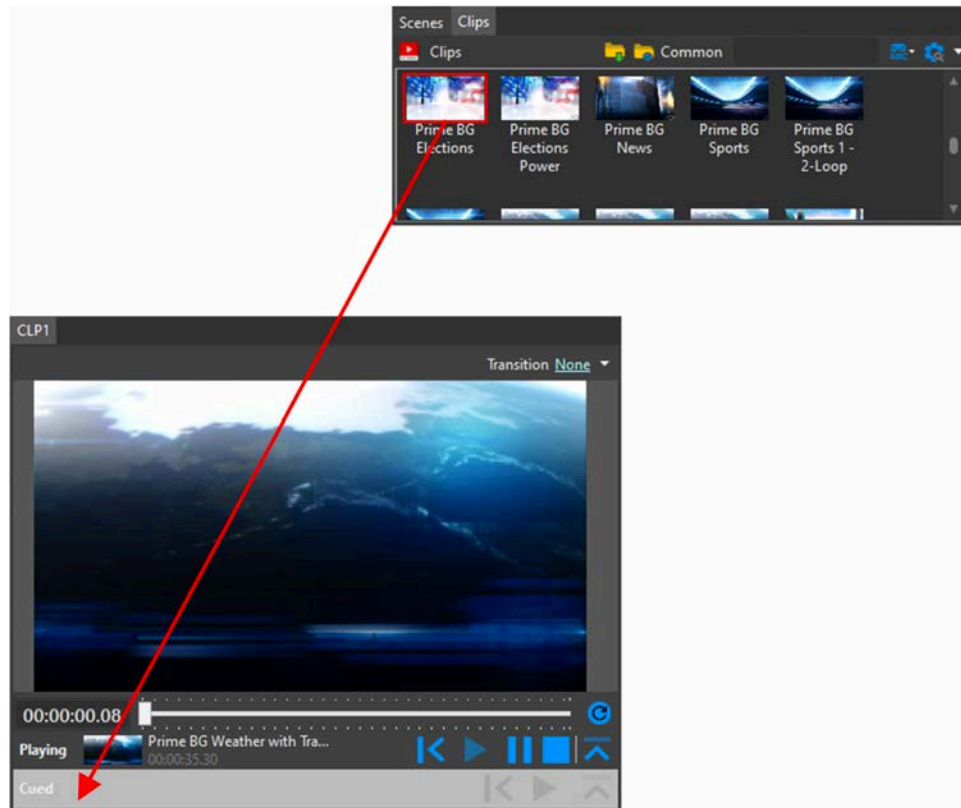 Scenes Clips
Clips Common
Prime BG
Elections
Prime BG
Elections
Power
Prime BG
News
Prime BG
Sports
Prime BG
Sports 1 -
2-Loop
CLP1
Transition None
00:00:00.08
Playing Prime BG Weather with Tra...
00:00:35.30
Cued